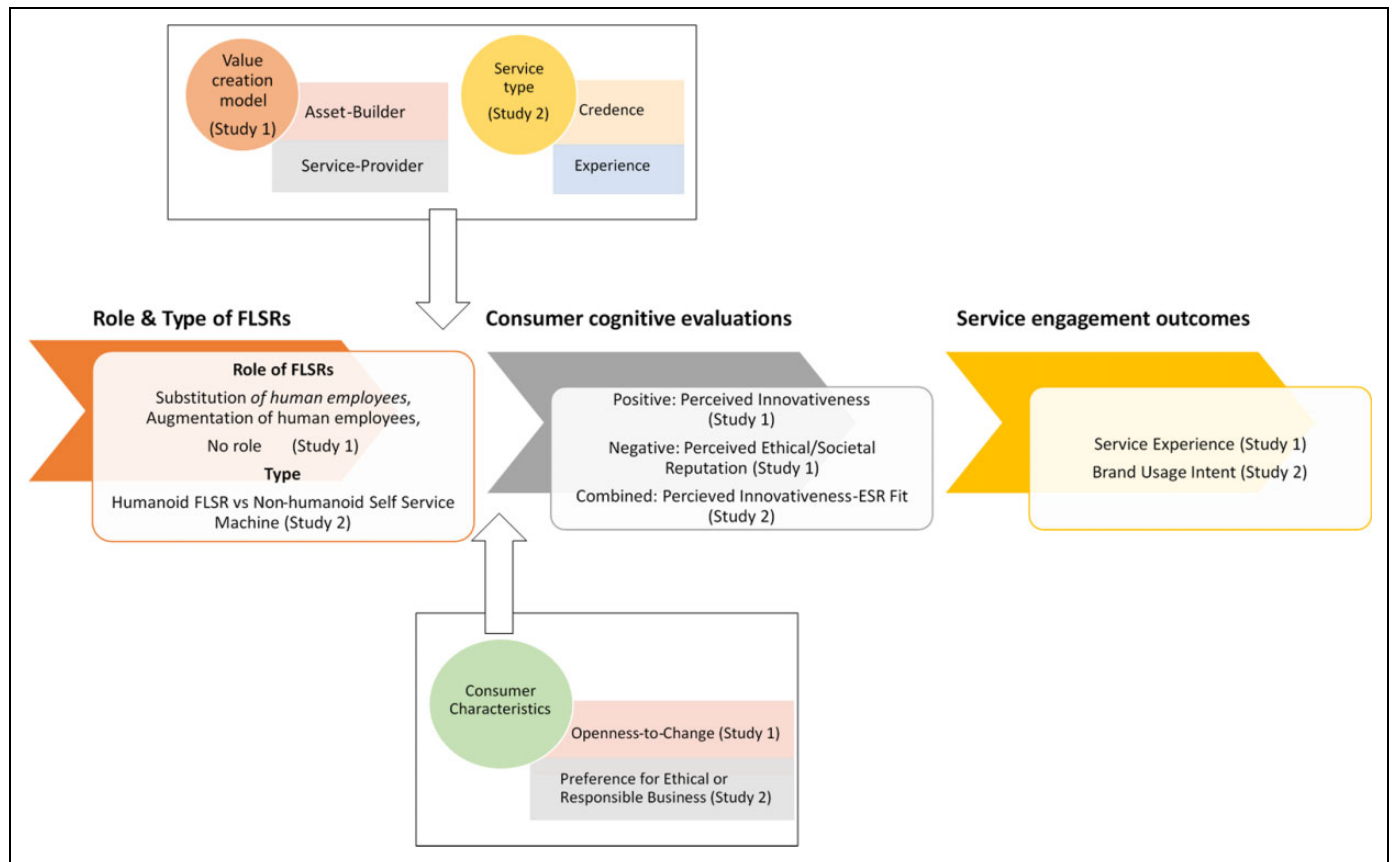 Value
creation
model
(Study 1)
Asset-Builder
Service-Provider
Service
type
(Study 2)
Credence
Experience
Role & Type of FLSRs
Role of FLSRs
Substitution of human employees,
Augmentation of human employees,
No role (Study 1)
Type
Humanoid FLSR vs Non-humanoid Self Service
Machine (Study 2)
Consumer cognitive evaluations
Positive: Perceived Innovativeness
(Study 1)
Negative: Perceived Ethical/Societal
Reputation (Study 1)
Combined: Percieved Innovativeness-ESR Fit
(Study 2)
Service engagement outcomes
Service Experience (Study 1)
Brand Usage Intent (Study 2)
Consumer
Characteristics
Openness-to-Change (Study 1)
Preference for Ethical or
Responsible Business (Study 2)